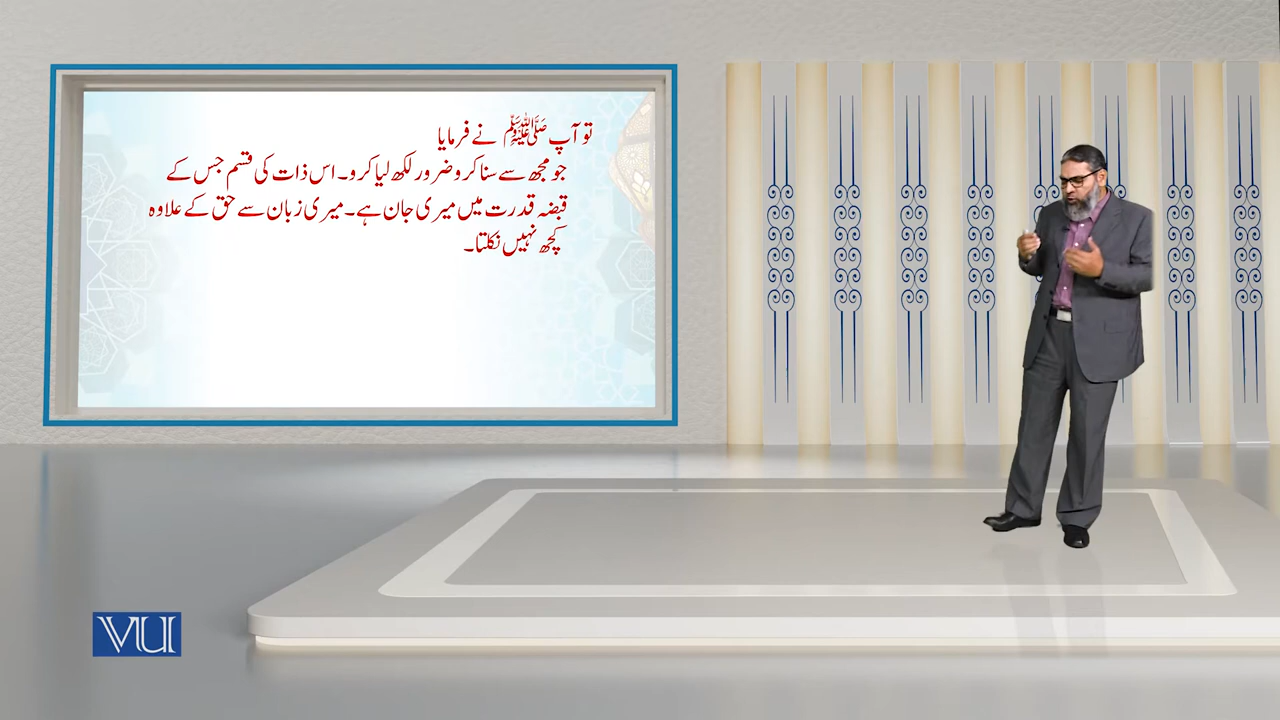 تو آپ ﷺ نے فرمایا
جو مجھ سے سنا کرو ضرور لکھ لیا کرو۔ اس ذات کی قسم جس کے
قبضہ قدرت میں میری جان ہے۔ میری زبان سے حق کے علاوہ
کچھ نہیں نکلتا۔
VU